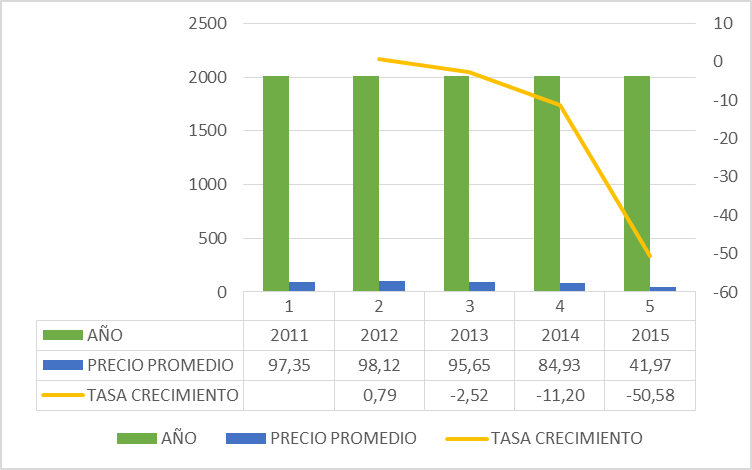 2500 10
2000 0
1500 -10
1000 -20
500 -30
0 -40
-50
-60
1 2 3 4 5
AÑO 2011 2012 2013 2014 2015
PRECIO PROMEDIO 97,35 98,12 95,65 84,93 41,97
TASA CRECIMIENTO 0,79 -2,52 -11,20 -50,58
AÑO PRECIO PROMEDIO TASA CRECIMIENTO